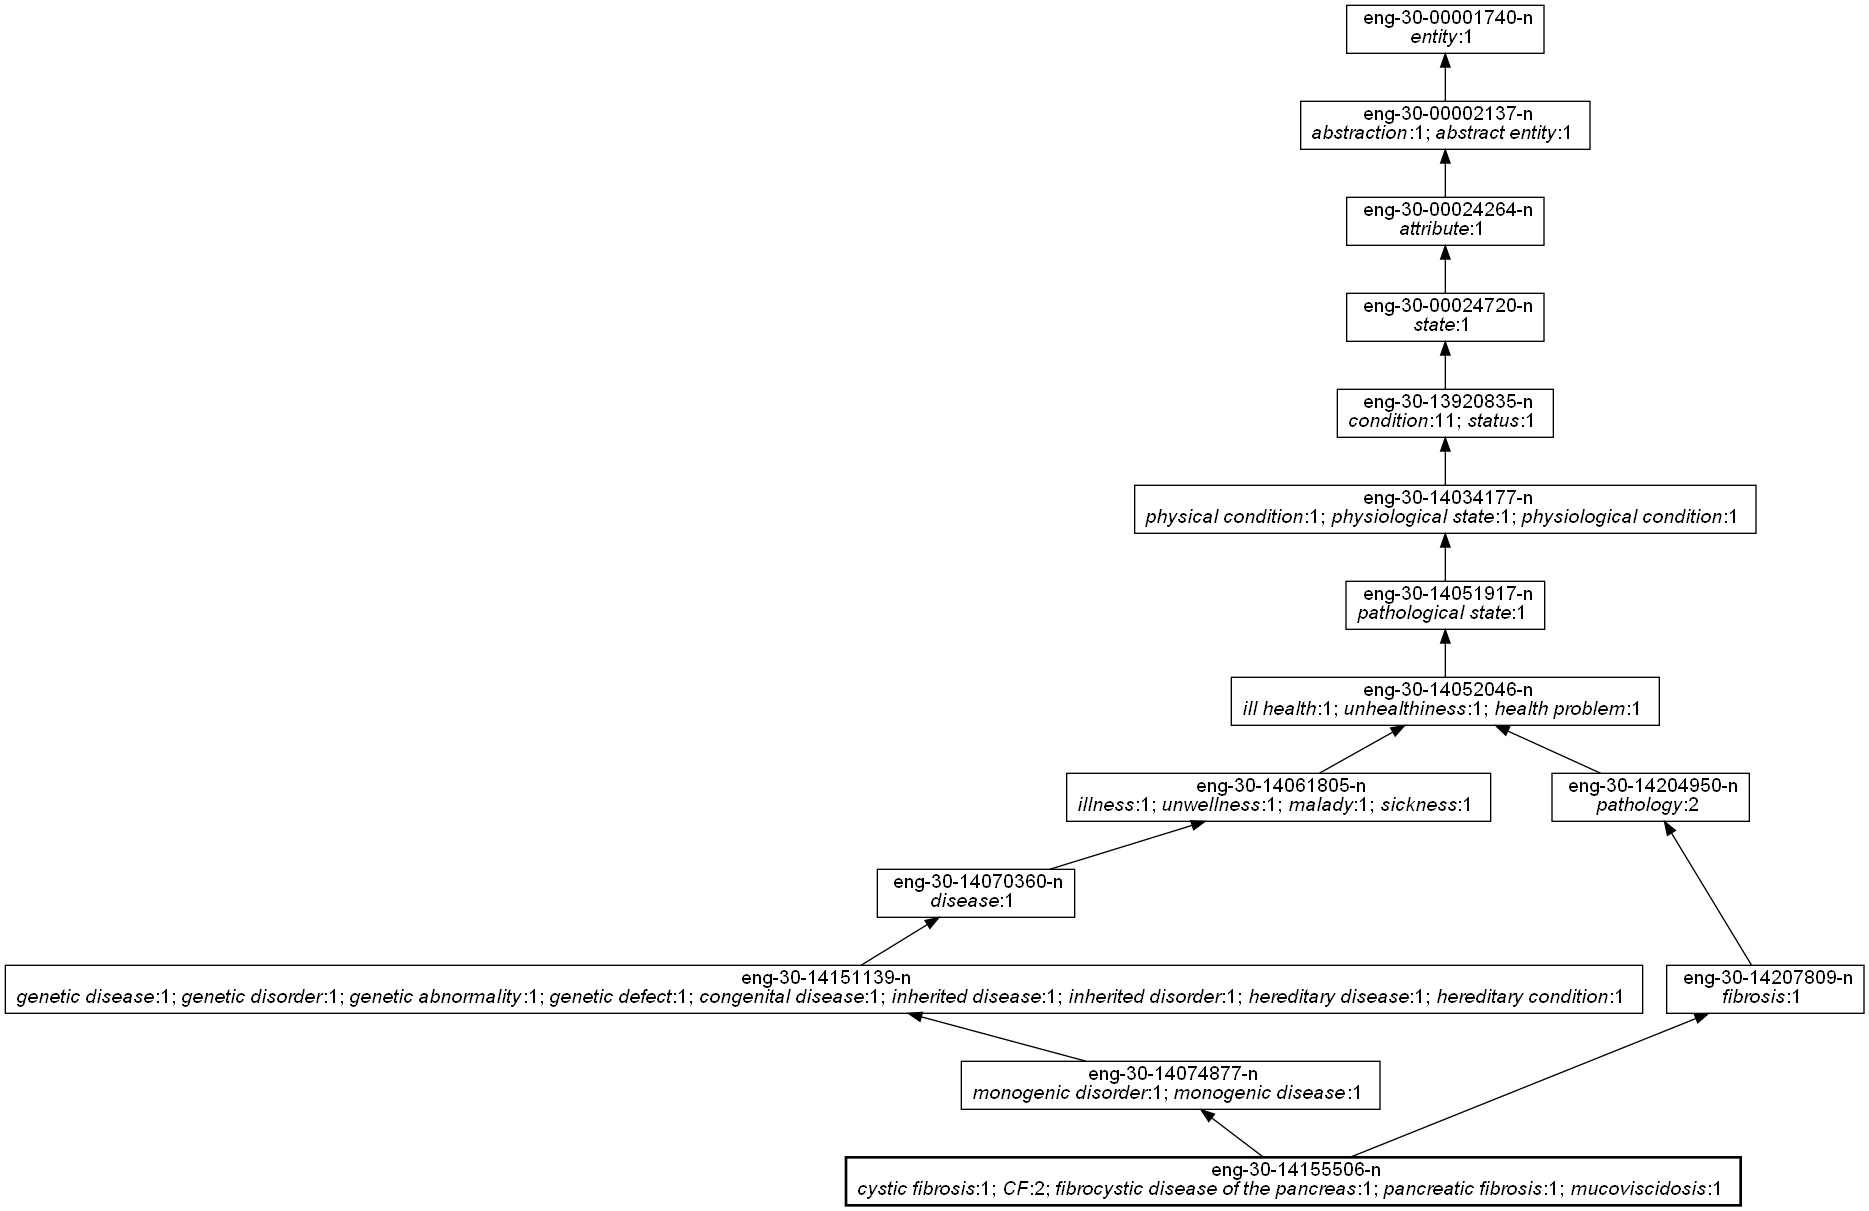 eng-30-00001740-n
entity:1
eng-30-00002137-n
abstraction:1; abstract entity:1
eng-30-00024264-n
attribute:1
eng-30-00024720-n
state:1
eng-30-13920835-n
condition:11; status:1
eng-30-14034177-n
physical condition:1; physiological state:1; physiological condition:1
eng-30-14051917-n
pathological state:1
eng-30-14052046-n
ill health:1; unhealthiness:1; health problem:1
eng-30-14061805-n
illness:1; unwellness:1; malady:1; sickness:1
eng-30-14204950-n
pathology:2
eng-30-14070360-n
disease:1
eng-30-14151139-n
genetic disease:1; genetic disorder:1; genetic abnormality:1; genetic defect:1; congenital disease:1; inherited disease:1; inherited disorder:1; hereditary disease:1; hereditary condition:1
eng-30-14207809-n
fibrosis:1
eng-30-14074877-n
monogenic disorder:1; monogenic disease:1
eng-30-14155506-n
cystic fibrosis:1; CF:2; fibrocystic disease of the pancreas:1; pancreatic fibrosis:1; mucoviscidosis:1